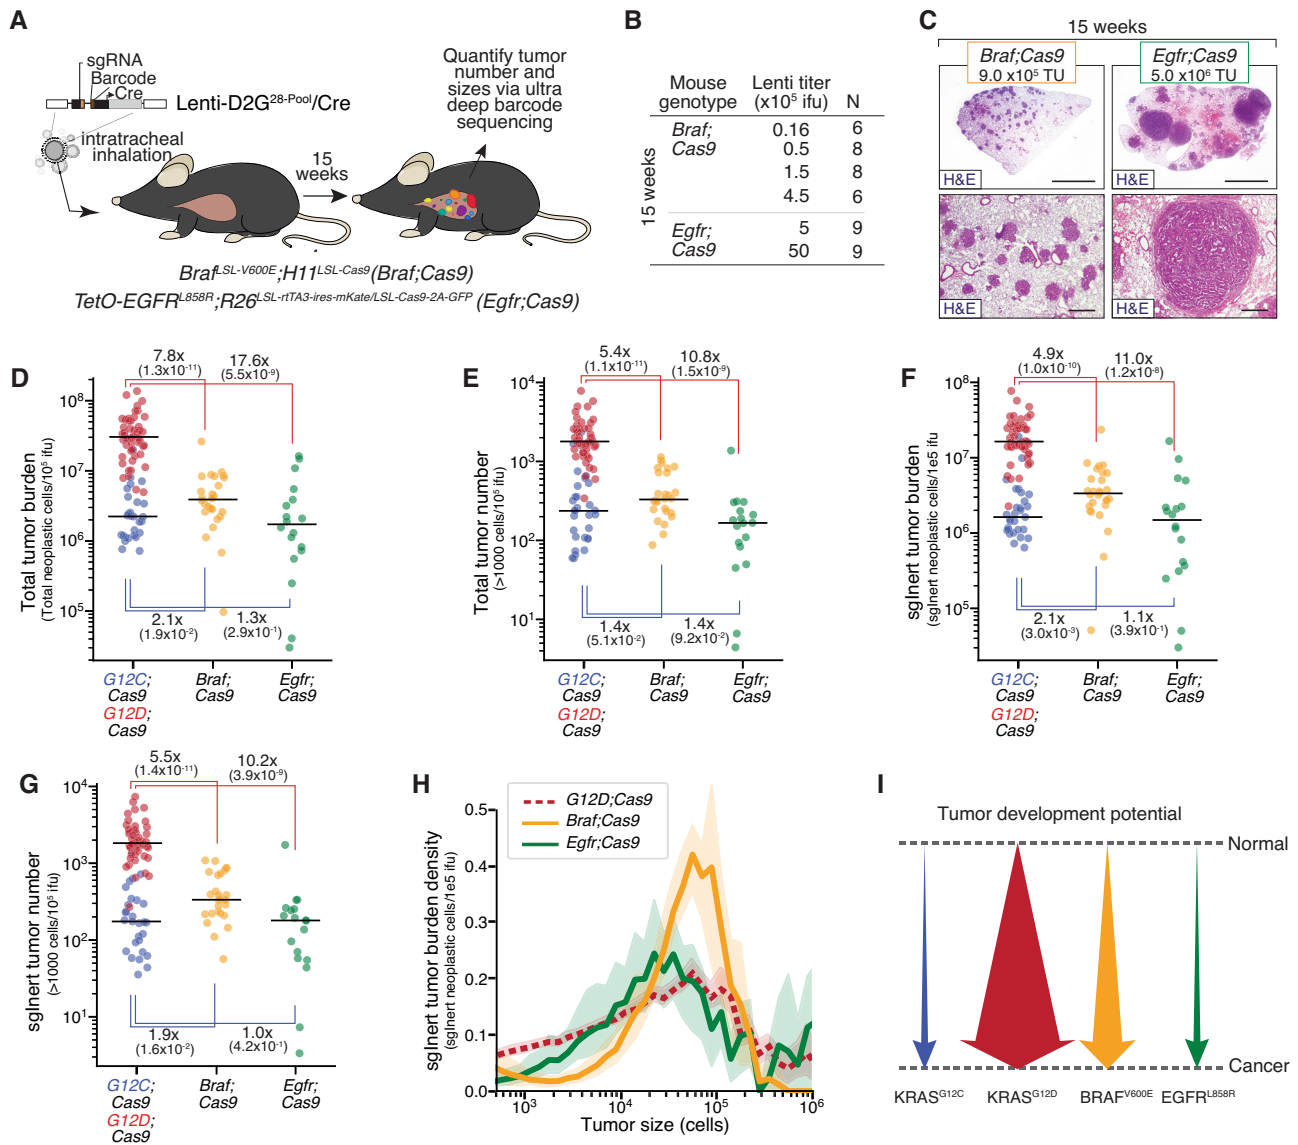 A
sgRNA
Barcode
Cre
Lenti-D2G28-Pool/Cre
intratracheal
inhalation
15
weeks
Quantify tumor
number and
sizes via ultra
deep barcode
sequencing
BrafLSL-V600E;H11LSL-Cas9(Braf;Cas9)
TetO-EGFRL858R;R26LSL-rtTA3-ires-mKate/LSL-Cas9-2A-GFP (Egfr;Cas9)
B
Mouse genotype Lenti titer (x10⁵ ifu) N
15 weeks
Braf; Cas9
0.16 6
0.5 8
1.5 8
4.5 6
Egfr; Cas9
5 9
50 9
C
15 weeks
Braf;Cas9
9.0 x10⁵ TU
Egfr;Cas9
5.0 x10⁶ TU
H&E
H&E
H&E
H&E
D
7.8x
(1.3x10⁻¹¹)
17.6x
(5.5x10⁻⁹)
Total tumor burden
(Total neoplastic cells/10⁵ ifu)
10⁸
10⁷
10⁶
10⁵
2.1x
(1.9x10⁻²)
1.3x
(2.9x10⁻¹)
G12C; Cas9
G12D; Cas9
Braf; Cas9
Egfr; Cas9
E
5.4x
(1.1x10⁻¹¹)
10.8x
(1.5x10⁻⁹)
Total tumor number
(>1000 cells/10⁵ ifu)
10⁴
10³
10²
10¹
1.4x
(5.1x10⁻²)
1.4x
(9.2x10⁻²)
G12C; Cas9
G12D; Cas9
Braf; Cas9
Egfr; Cas9
F
4.9x
(1.0x10⁻¹⁰)
11.0x
(1.2x10⁻⁸)
sgInert tumor burden
(sgInert neoplastic cells/1e5 ifu
10⁸
10⁷
10⁶
10⁵
2.1x
(3.0x10⁻³)
1.1x
(3.9x10⁻¹)
G12C; Cas9
G12D; Cas9
Braf; Cas9
Egfr; Cas9
G
5.5x
(1.4x10⁻¹¹)
10.2x
(3.9x10⁻⁹)
sgInert tumor number
(>1000 cells/10⁵ ifu)
10⁴
10³
10²
10¹
1.9x
(1.6x10⁻²)
1.0x
(4.2x10⁻¹)
G12C; Cas9
G12D; Cas9
Braf; Cas9
Egfr; Cas9
H
G12D;Cas9
Braf;Cas9
Egfr;Cas9
sgInert tumor burden density
(sgInert neoplastic cells/1e5 ifu)
0.5
0.4
0.3
0.2
0.1
0.0
10³ 10⁴ 10⁵ 10⁶
Tumor size (cells)
I
Tumor development potential
Normal
Cancer
KRASG12C KRASG12D BRAFV600E EGFRL858R